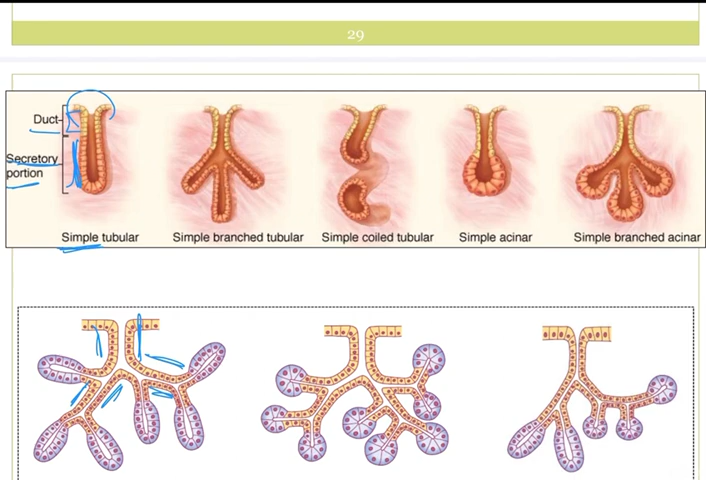 29
Duct
Secretory
portion
Simple tubular
Simple branched tubular
Simple coiled tubular
Simple acinar
Simple branched acinar